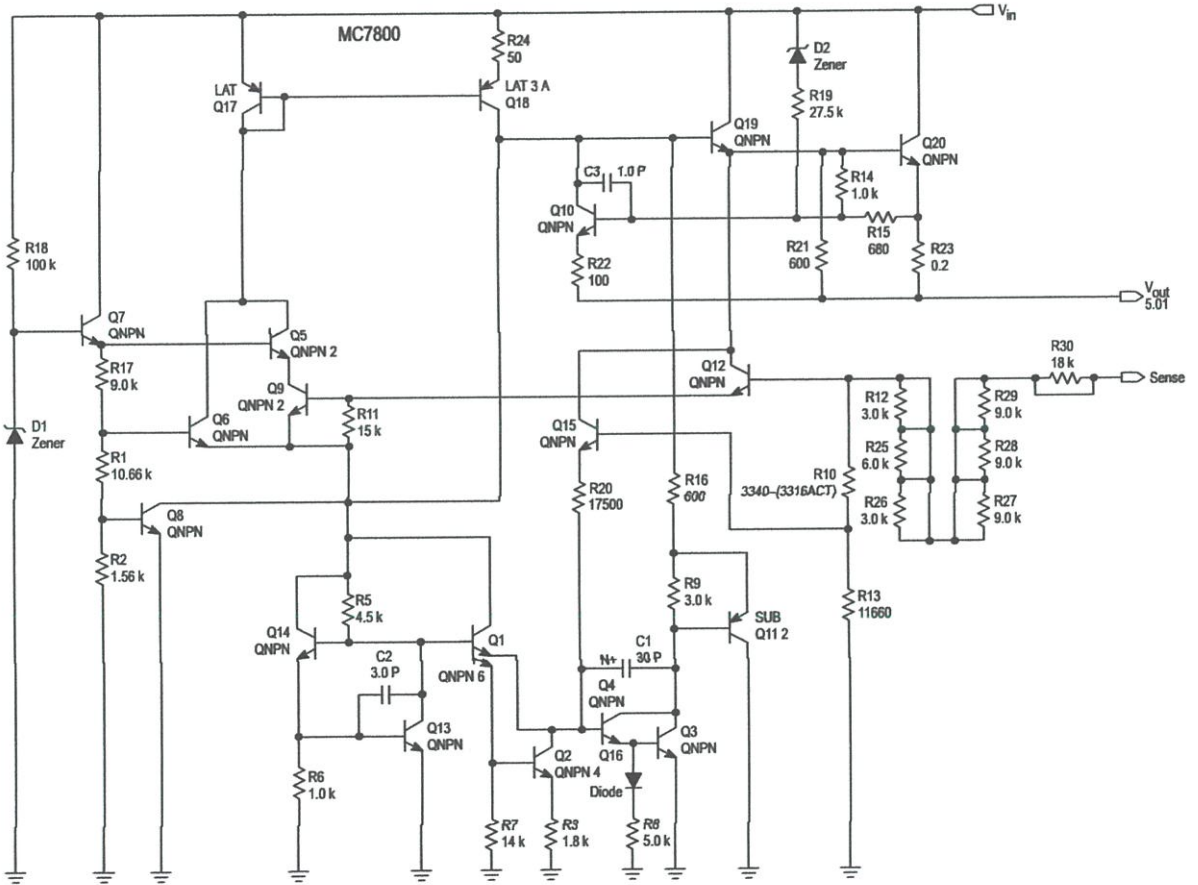 MC7800
Vin
R24
50
D2
Zener
LAT
Q17
LAT 3 A
Q18
R19
27.5 k
Q19
QNPN
Q20
QNPN
C3
1.0 P
R14
1.0 k
Q10
QNPN
R15
680
R18
100 k
R21
600
R23
0.2
R22
100
Vout
5.01
Q7
QNPN
Q5
QNPN 2
R17
9.0 k
Q12
QNPN
R30
18 k
Sense
Q9
QNPN 2
R12
3.0 k
R29
9.0 k
D1
Zener
Q6
QNPN
R11
15 k
Q15
QNPN
R25
6.0 k
R28
9.0 k
R1
10.66 k
R20
17500
R16
600
R10
3340–(3316ACT)
R26
3.0 k
R27
9.0 k
Q8
QNPN
R2
1.56 k
R5
4.5 k
R9
3.0 k
R13
11660
Q14
QNPN
C2
3.0 P
Q1
QNPN 6
N+
C1
30 P
SUB
Q11 2
Q4
QNPN
Q13
QNPN
Q3
QNPN
Q2
QNPN 4
Q16
R6
1.0 k
Diode
R7
14 k
R3
1.8 k
R8
5.0 k